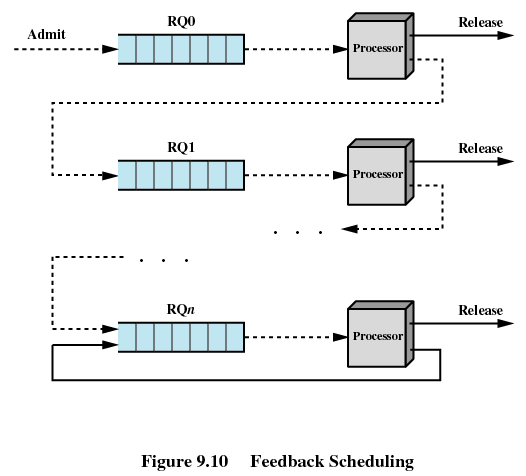 RQ0
Release
Admit
Processor
RQ1
Release
Processor
. . .
. . .
RQn
Release
Processor
Figure 9.10 Feedback Scheduling